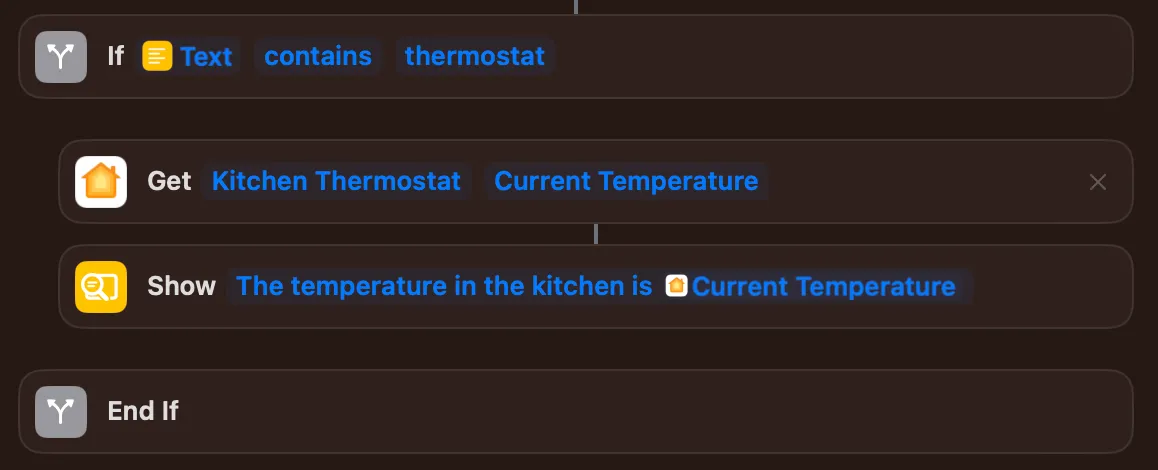 If Text contains thermostat
Get Kitchen Thermostat Current Temperature
Show The temperature in the kitchen is Current Temperature
End If